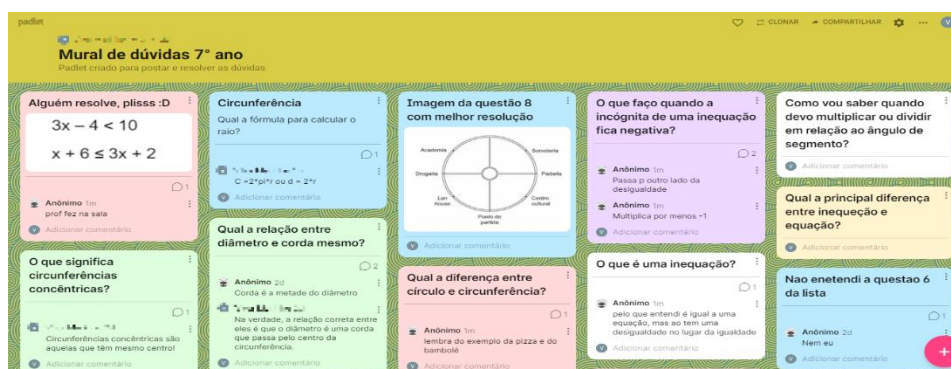 padlet
CLONAR
COMPARTILHAR
Mural de dúvidas 7° ano
Padlet criado para postar e resolver as dúvidas
Alguém resolve, plisss :D
3x – 4 < 10
x + 6 ≤ 3x + 2
1
Anônimo 1m
prof fez na sala
Adicionar comentário
O que significa
circunferências
concêntricas?
1
Circunferências concêntricas são
aquelas que têm mesmo centro!
Adicionar comentário
Circunferência
Qual a fórmula para calcular o
raio?
1
C =2*pi*r ou d = 2*r
Adicionar comentário
Qual a relação entre
diâmetro e corda mesmo?
2
Anônimo 2d
Corda é a metade do diâmetro
Na verdade, a relação correta entre
eles é que o diâmetro é uma corda
que passa pelo centro da
circunferência.
Adicionar comentário
Imagem da questão 8
com melhor resolução
Academia
Sorveteria
Drogaria
Padaria
Lan
House
Centro
cultural
Ponto de
partida
Adicionar comentário
Qual a diferença entre
círculo e circunferência?
1
Anônimo 1m
lembra do exemplo da pizza e do
bambolê
Adicionar comentário
O que faço quando a
incógnita de uma inequação
fica negativa?
2
Anônimo 1m
Passa p outro lado da
desigualdade
Anônimo 1m
Multiplica por menos -1
Adicionar comentário
O que é uma inequação?
1
Anônimo 1m
pelo que entendi é igual a uma
equação, mas ao tem uma
desigualdade no lugar da igualdade
Adicionar comentário
Como vou saber quando
devo multiplicar ou dividir
em relação ao ângulo de
segmento?
Adicionar comentário
Qual a principal diferença
entre inequeção e
equação?
Adicionar comentário
Nao enetendi a questao 6
da lista
1
Anônimo 2d
Nem eu
Adicionar comentário